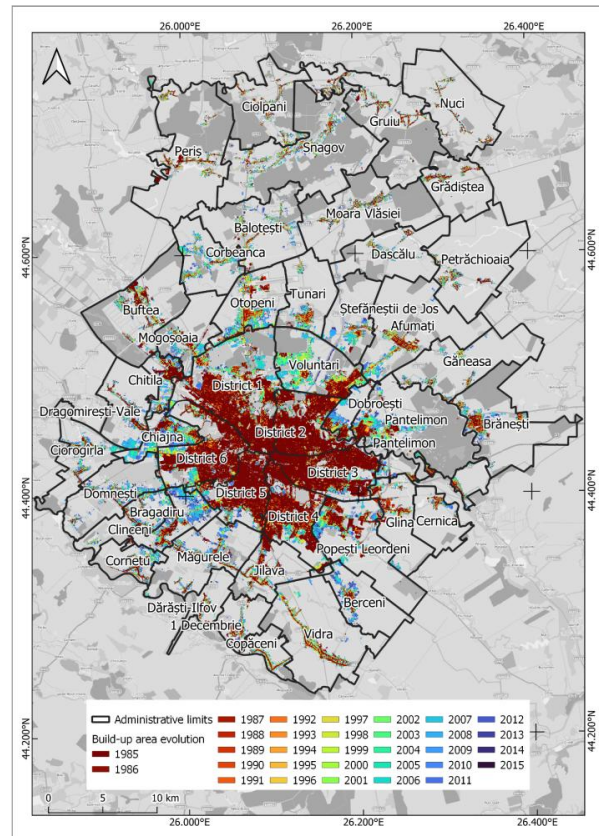 26.000°E 26.200°E 26.400°E
Nuci
Ciolpani
Gruiu
Snagov
Periș
Grădiștea
Moara Vlăsiei
Balotești
44.600°N 44.600°N
Corbeanca
Dascălu
Petrăchioaia
Tunari
Otopeni
Buftea
Ștefăneștii de Jos
Afumați
Mogoșoaia
Găneasa
Voluntari
Chitila
District 1
Dobroești
Dragomirești-Vale
Pantelimon
Brănești
Chiajna
District 2
Pantelimon
Ciorogîrla
District 6
District 3
44.400°N 44.400°N
Domnești
District 5
Bragadiru
District 4
Glina
Cernica
Clinceni
Popești Leordeni
Cornetu
Măgurele
Jilava
Berceni
Dărăști-Ilfov
1 Decembrie
Vidra
Copăceni
44.200°N 44.200°N
Administrative limits
Build-up area evolution
1985
1986
1987 1992 1997 2002 2007 2012
1988 1993 1998 2003 2008 2013
1989 1994 1999 2004 2009 2014
1990 1995 2000 2005 2010 2015
1991 1996 2001 2006 2011
0 5 10 km
26.000°E 26.200°E 26.400°E